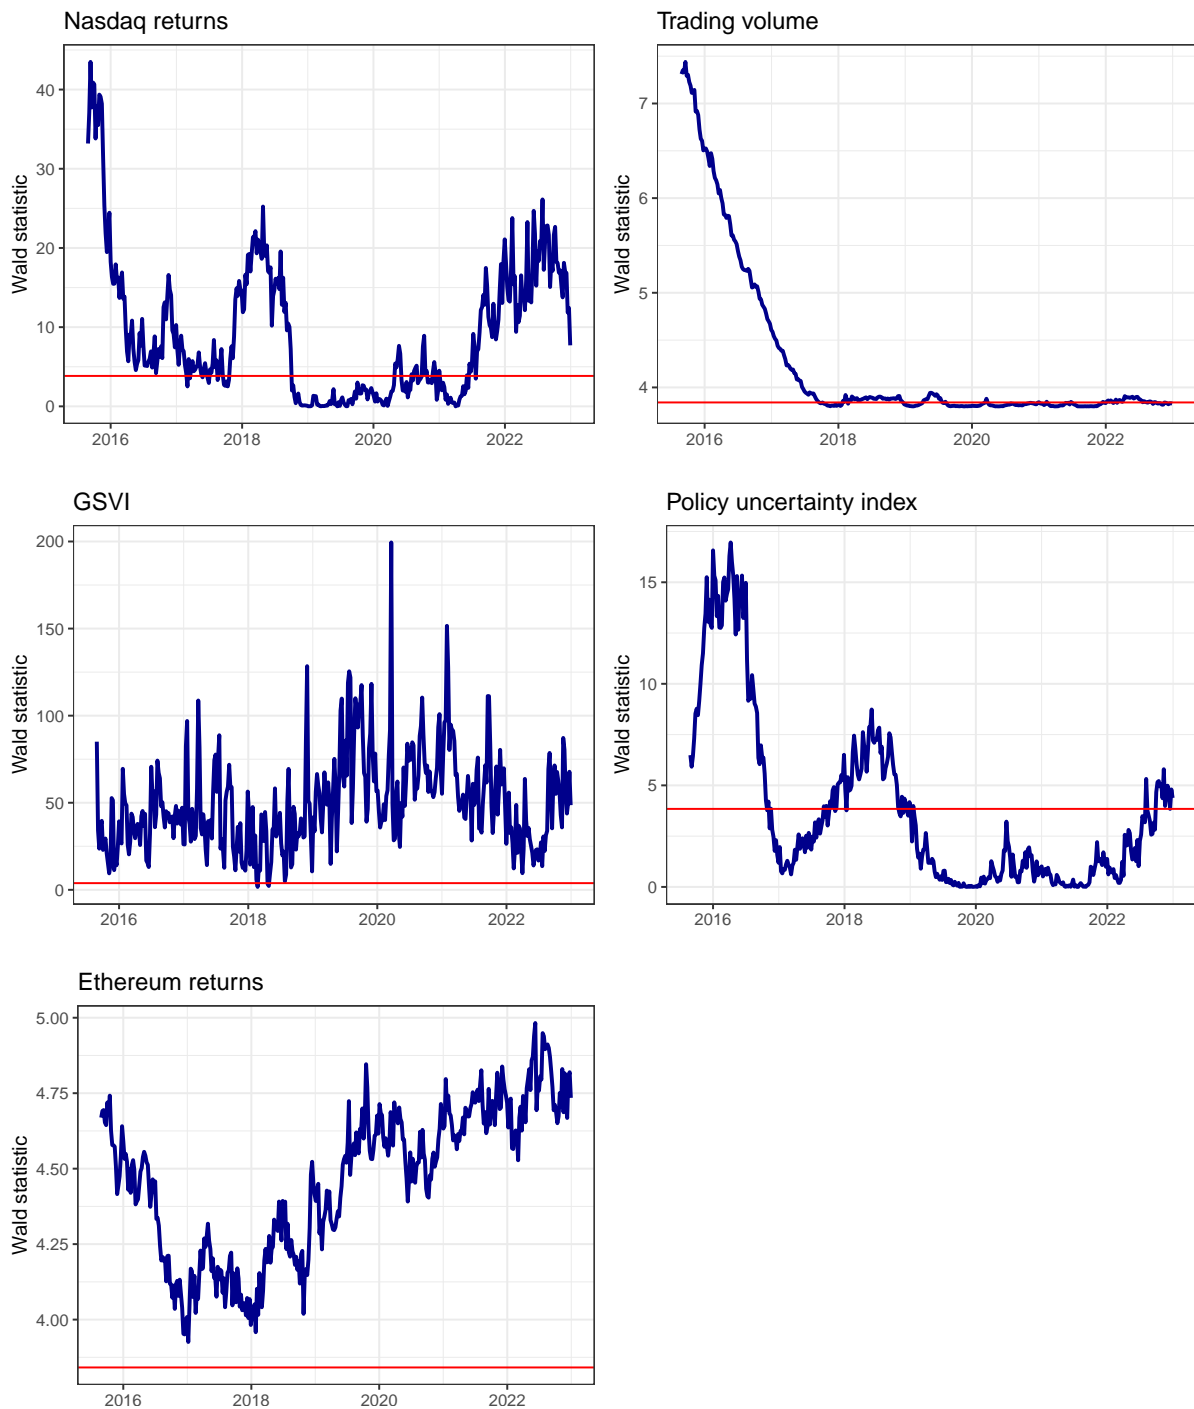 Nasdaq returns
Wald statistic
40
30
20
10
0
2016 2018 2020 2022
Trading volume
Wald statistic
7
6
5
4
2016 2018 2020 2022
GSVI
Wald statistic
200
150
100
50
0
2016 2018 2020 2022
Policy uncertainty index
Wald statistic
15
10
5
0
2016 2018 2020 2022
Ethereum returns
Wald statistic
5.00
4.75
4.50
4.25
4.00
2016 2018 2020 2022